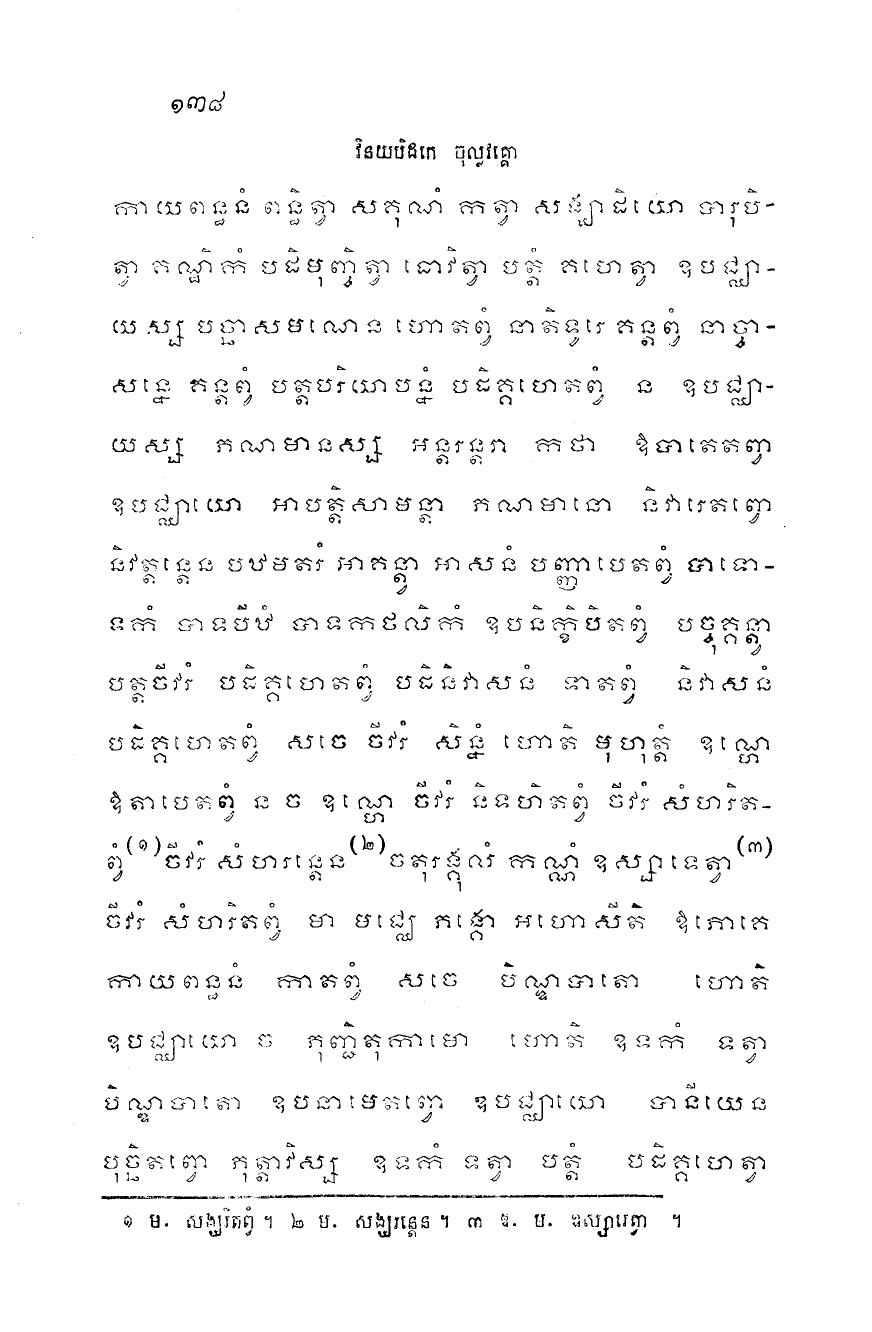 ១៣៨
វិនយបិដកេ ចុល្លវគ្គោ
កាយពន្ធនំ ពន្ធិត្វា សគុណំ កត្វា សង្ឃាដិយោ បារុបិ-
ត្វា គណ្ឋិកំ បដិមុញ្ចិត្វា ធោវិត្វា បត្តំ គហេត្វា ឧបជ្ឈា-
យស្ស បច្ឆាសមណេន ហោតព្វំ នាតិទូរេ គន្តព្វំ នាច្ចា-
សន្នេ គន្តព្វំ បត្តបរិយាបន្នំ បដិគ្គហេតព្វំ ន ឧបជ្ឈា-
យស្ស ភណមានស្ស អន្តរន្តរា កថា ឱបាតេតព្វា
ឧបជ្ឈាយោ អាបត្តិសាមន្តា ភណមានោ និវារេតព្វោ
និវត្តន្តេន បឋមតរំ អាគន្ត្វា អាសនំ បញ្ញាបេតព្វំ បាទោ-
ទកំ បាទបីឋំ បាទកថលិកំ ឧបនិក្ខិបិតព្វំ បច្ចុគ្គន្ត្វា
បត្តចីវរំ បដិគ្គហេតព្វំ បដិនិវាសនំ ទាតព្វំ និវាសនំ
បដិគ្គហេតព្វំ សចេ ចីវរំ សិន្នំ ហោតិ មុហុត្តំ ឧណ្ហេ
ឱតាបេតព្វំ ន ច ឧណ្ហេ ចីវរំ និទហិតព្វំ ចីវរំ សំហរិត-
ព្វំ(១)ចីវរំ សំហរន្តេន(២)ចតុរង្គុលំ កណ្ណំ ឧស្សាទេត្វា(៣)
ចីវរំ សំហរិតព្វំ មា មជ្ឈេ ភង្គោ អហោសីតិ ឱភោគេ
កាយពន្ធនំ កាតព្វំ សចេ បិណ្ឌបាតោ ហោតិ
ឧបជ្ឈាយោ ច ភុញ្ជិតុកាមោ ហោតិ ឧទកំ ទត្វា
បិណ្ឌបាតោ ឧបនាមេតព្វោ ឧបជ្ឈាយោ បានីយេន
បុច្ឆិតព្វោ ភុត្តាវិស្ស ឧទកំ ទត្វា បត្តំ បដិគ្គហេត្វា
១ ម. សង្ឃរិតព្វំ ។ ២ ម. សង្ឃរន្តេន ។ ៣ ឱ. ម. ឧស្សារេត្វា ។